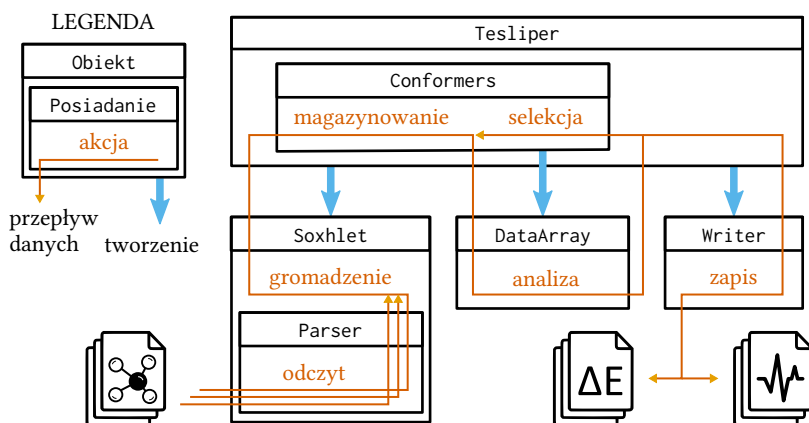 LEGENDA
Obiekt
Posiadanie
akcja
przepływ
danych
tworzenie
Tesliper
Conformers
magazynowanie selekcja
Soxhlet
gromadzenie
Parser
odczyt
DataArray
analiza
Writer
zapis
ΔE